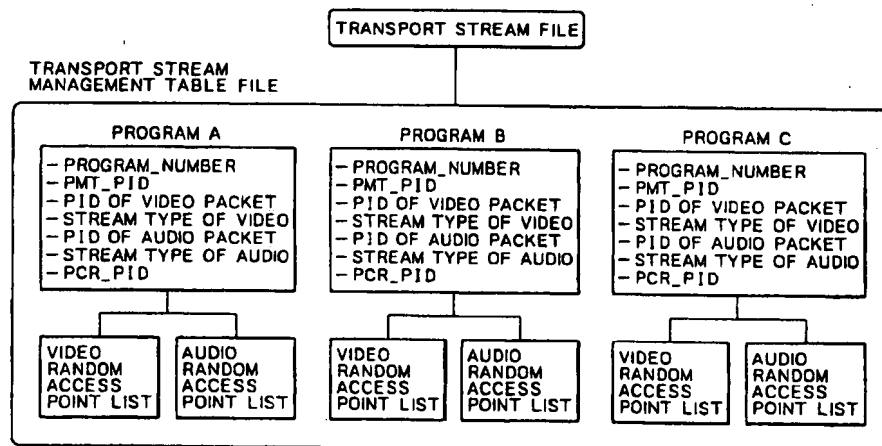 TRANSPORT STREAM FILE
TRANSPORT STREAM
MANAGEMENT TABLE FILE
PROGRAM A
- PROGRAM_NUMBER
- PMT_PID
- PID OF VIDEO PACKET
- STREAM TYPE OF VIDEO
- PID OF AUDIO PACKET
- STREAM TYPE OF AUDIO
- PCR_PID
VIDEO
RANDOM
ACCESS
POINT LIST
AUDIO
RANDOM
ACCESS
POINT LIST
PROGRAM B
- PROGRAM_NUMBER
- PMT_PID
- PID OF VIDEO PACKET
- STREAM TYPE OF VIDEO
- PID OF AUDIO PACKET
- STREAM TYPE OF AUDIO
- PCR_PID
VIDEO
RANDOM
ACCESS
POINT LIST
AUDIO
RANDOM
ACCESS
POINT LIST
PROGRAM C
- PROGRAM_NUMBER
- PMT_PID
- PID OF VIDEO PACKET
- STREAM TYPE OF VIDEO
- PID OF AUDIO PACKET
- STREAM TYPE OF AUDIO
- PCR_PID
VIDEO
RANDOM
ACCESS
POINT LIST
AUDIO
RANDOM
ACCESS
POINT LIST